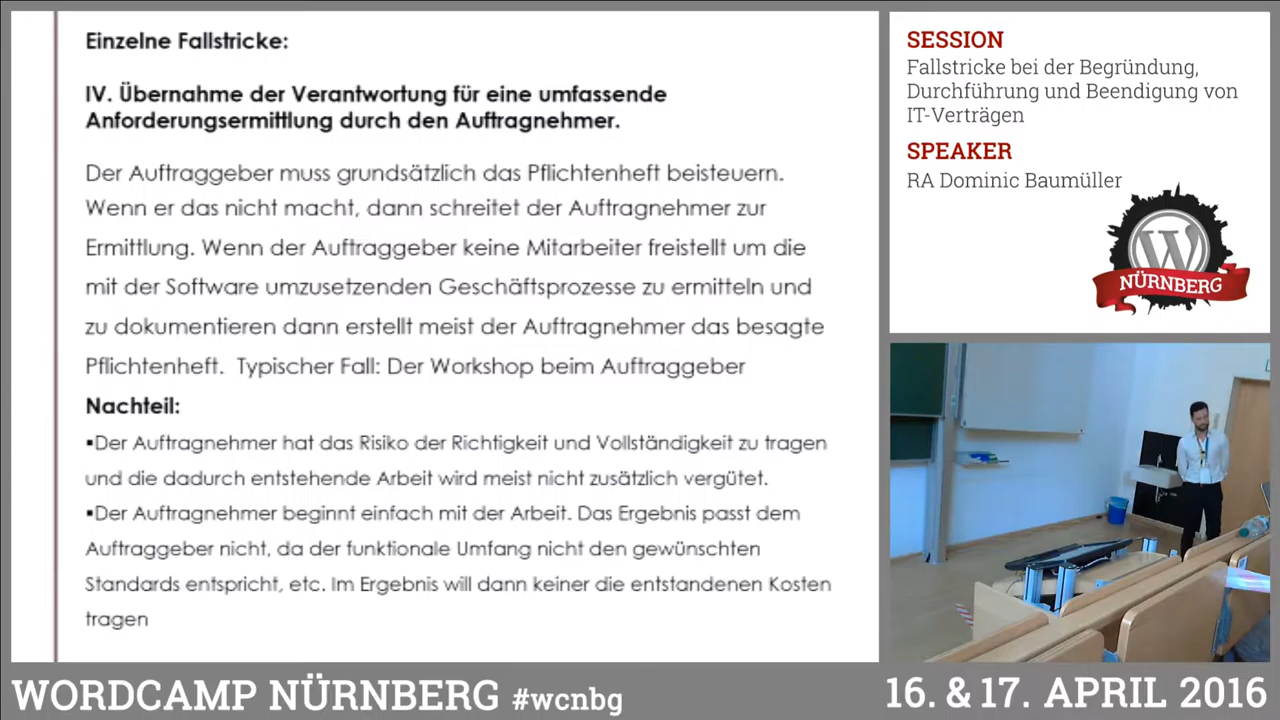 Einzelne Fallstricke:
IV. Übernahme der Verantwortung für eine umfassende
Anforderungsermittlung durch den Auftragnehmer.
Der Auftraggeber muss grundsätzlich das Pflichtenheft beisteuern.
Wenn er das nicht macht, dann schreitet der Auftragnehmer zur
Ermittlung. Wenn der Auftraggeber keine Mitarbeiter freistellt um die
mit der Software umzusetzenden Geschäftsprozesse zu ermitteln und
zu dokumentieren dann erstellt meist der Auftragnehmer das besagte
Pflichtenheft. Typischer Fall: Der Workshop beim Auftraggeber
Nachteil:
▪Der Auftragnehmer hat das Risiko der Richtigkeit und Vollständigkeit zu tragen
und die dadurch entstehende Arbeit wird meist nicht zusätzlich vergütet.
▪Der Auftragnehmer beginnt einfach mit der Arbeit. Das Ergebnis passt dem
Auftraggeber nicht, da der funktionale Umfang nicht den gewünschten
Standards entspricht, etc. Im Ergebnis will dann keiner die entstandenen Kosten
tragen
SESSION
Fallstricke bei der Begründung,
Durchführung und Beendigung von
IT-Verträgen
SPEAKER
RA Dominic Baumüller
W
NÜRNBERG
WORDCAMP NÜRNBERG #wcnbg
16. & 17. APRIL 2016